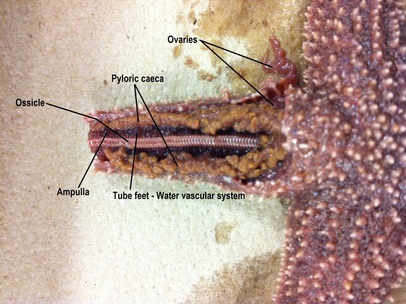 Ovaries
Pyloric caeca
Ossicle
Ampulla
Tube feet - Water vascular system